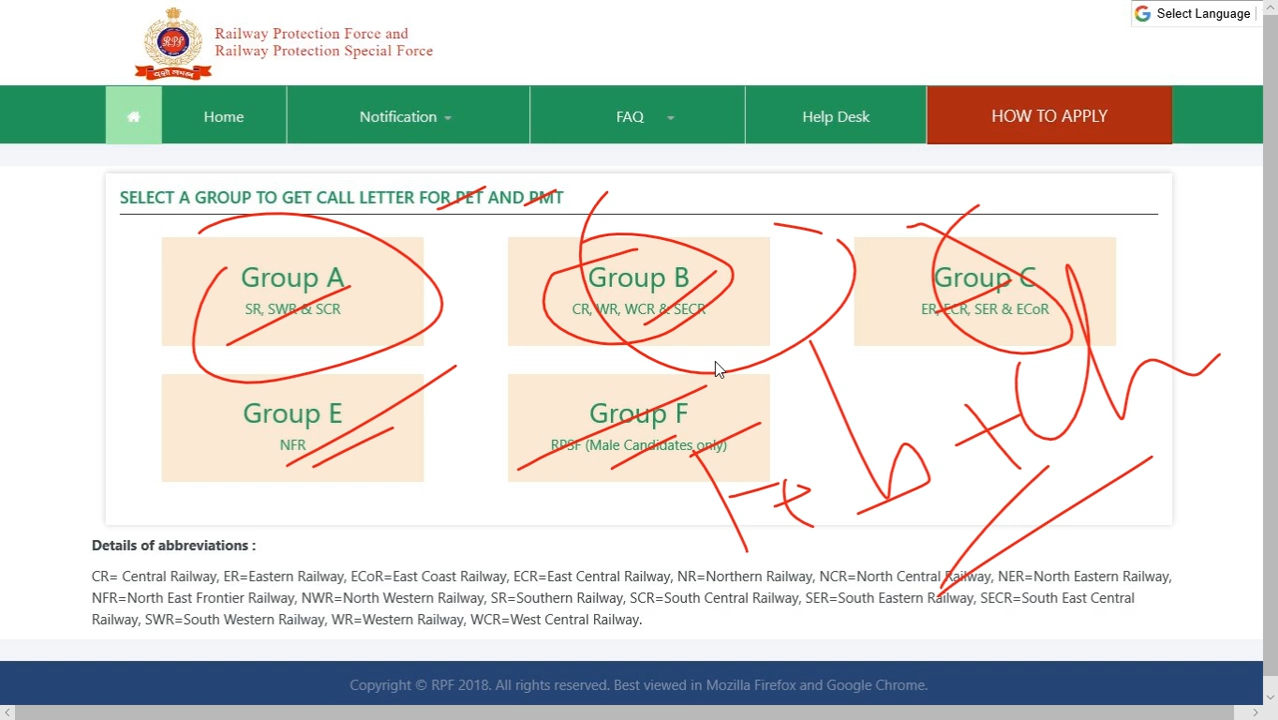 Select Language
Railway Protection Force and
Railway Protection Special Force
Home
Notification
FAQ
Help Desk
HOW TO APPLY
SELECT A GROUP TO GET CALL LETTER FOR PET AND PMT
Group A
SR, SWR & SCR
Group B
CR, WR, WCR & SECR
Group C
ER, ECR, SER & ECoR
Group E
NFR
Group F
RPSF (Male Candidates only)
Details of abbreviations :
CR= Central Railway, ER=Eastern Railway, ECoR=East Coast Railway, ECR=East Central Railway, NR=Northern Railway, NCR=North Central Railway, NER=North Eastern Railway,
NFR=North East Frontier Railway, NWR=North Western Railway, SR=Southern Railway, SCR=South Central Railway, SER=South Eastern Railway, SECR=South East Central
Railway, SWR=South Western Railway, WR=Western Railway, WCR=West Central Railway.
Copyright © RPF 2018. All rights reserved. Best viewed in Mozilla Firefox and Google Chrome.